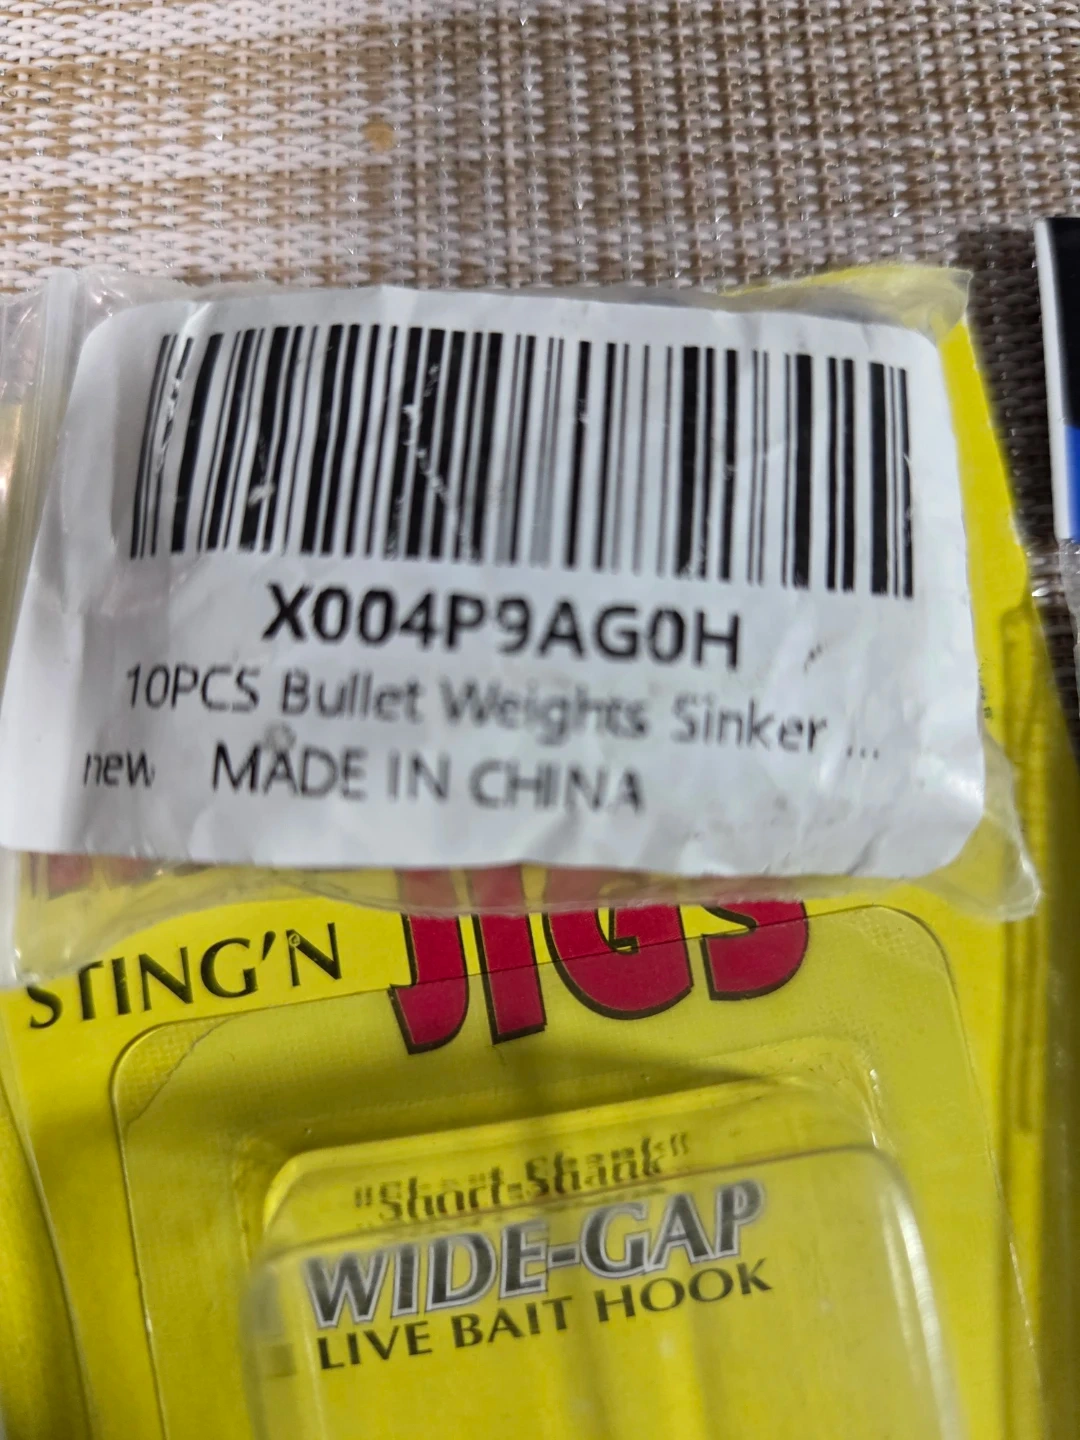 X004P9AG0H
10PCS Bullet Weights Sinker ...
new MADE IN CHINA
STING'N JIGS
"Short-Shank"
WIDE-GAP
LIVE BAIT HOOK